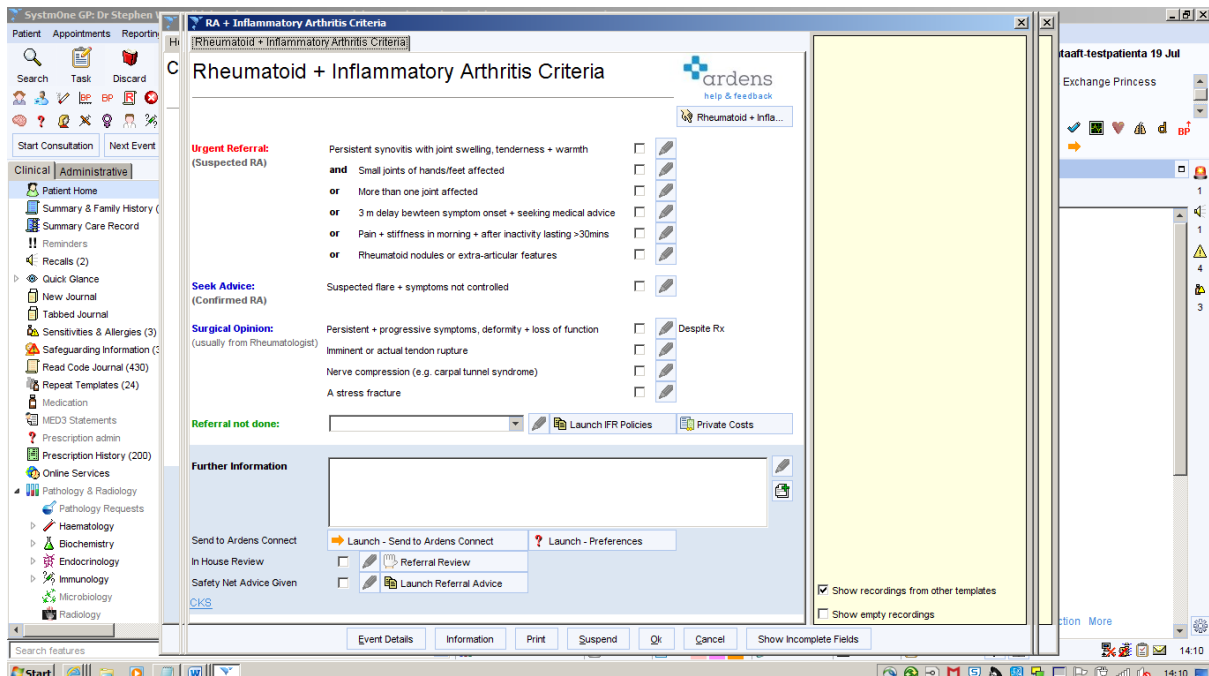 SystmOne GP: Dr Stephen
Patient Appointments Reporting
Search Task Discard
Start Consultation Next Event
Clinical Administrative
Patient Home
Summary & Family History (
Summary Care Record
Reminders
Recalls (2)
Quick Glance
New Journal
Tabbed Journal
Sensitivities & Allergies (3)
Safeguarding Information (3
Read Code Journal (430)
Repeat Templates (24)
Medication
MED3 Statements
Prescription admin
Prescription History (200)
Online Services
Pathology & Radiology
Pathology Requests
Haematology
Biochemistry
Endocrinology
Immunology
Microbiology
Radiology
Search features
Start
RA + Inflammatory Arthritis Criteria
Rheumatoid + Inflammatory Arthritis Criteria
Rheumatoid + Inflammatory Arthritis Criteria
ardens
help & feedback
Rheumatoid + Infla...
Urgent Referral: Persistent synovitis with joint swelling, tenderness + warmth
(Suspected RA)
and Small joints of hands/feet affected
or More than one joint affected
or 3 m delay bewteen symptom onset + seeking medical advice
or Pain + stiffness in morning + after inactivity lasting >30mins
or Rheumatoid nodules or extra-articular features
Seek Advice: Suspected flare + symptoms not controlled
(Confirmed RA)
Surgical Opinion: Persistent + progressive symptoms, deformity + loss of function Despite Rx
(usually from Rheumatologist)
Imminent or actual tendon rupture
Nerve compression (e.g. carpal tunnel syndrome)
A stress fracture
Referral not done: Launch IFR Policies Private Costs
Further Information
Send to Ardens Connect Launch - Send to Ardens Connect Launch - Preferences
In House Review Referral Review
Safety Net Advice Given Launch Referral Advice
CKS
Show recordings from other templates
Show empty recordings
Event Details Information Print Suspend Ok Cancel Show Incomplete Fields
taaft-testpatienta 19 Jul
Exchange Princess
1
1
4
3
ction More
14:10
14:10